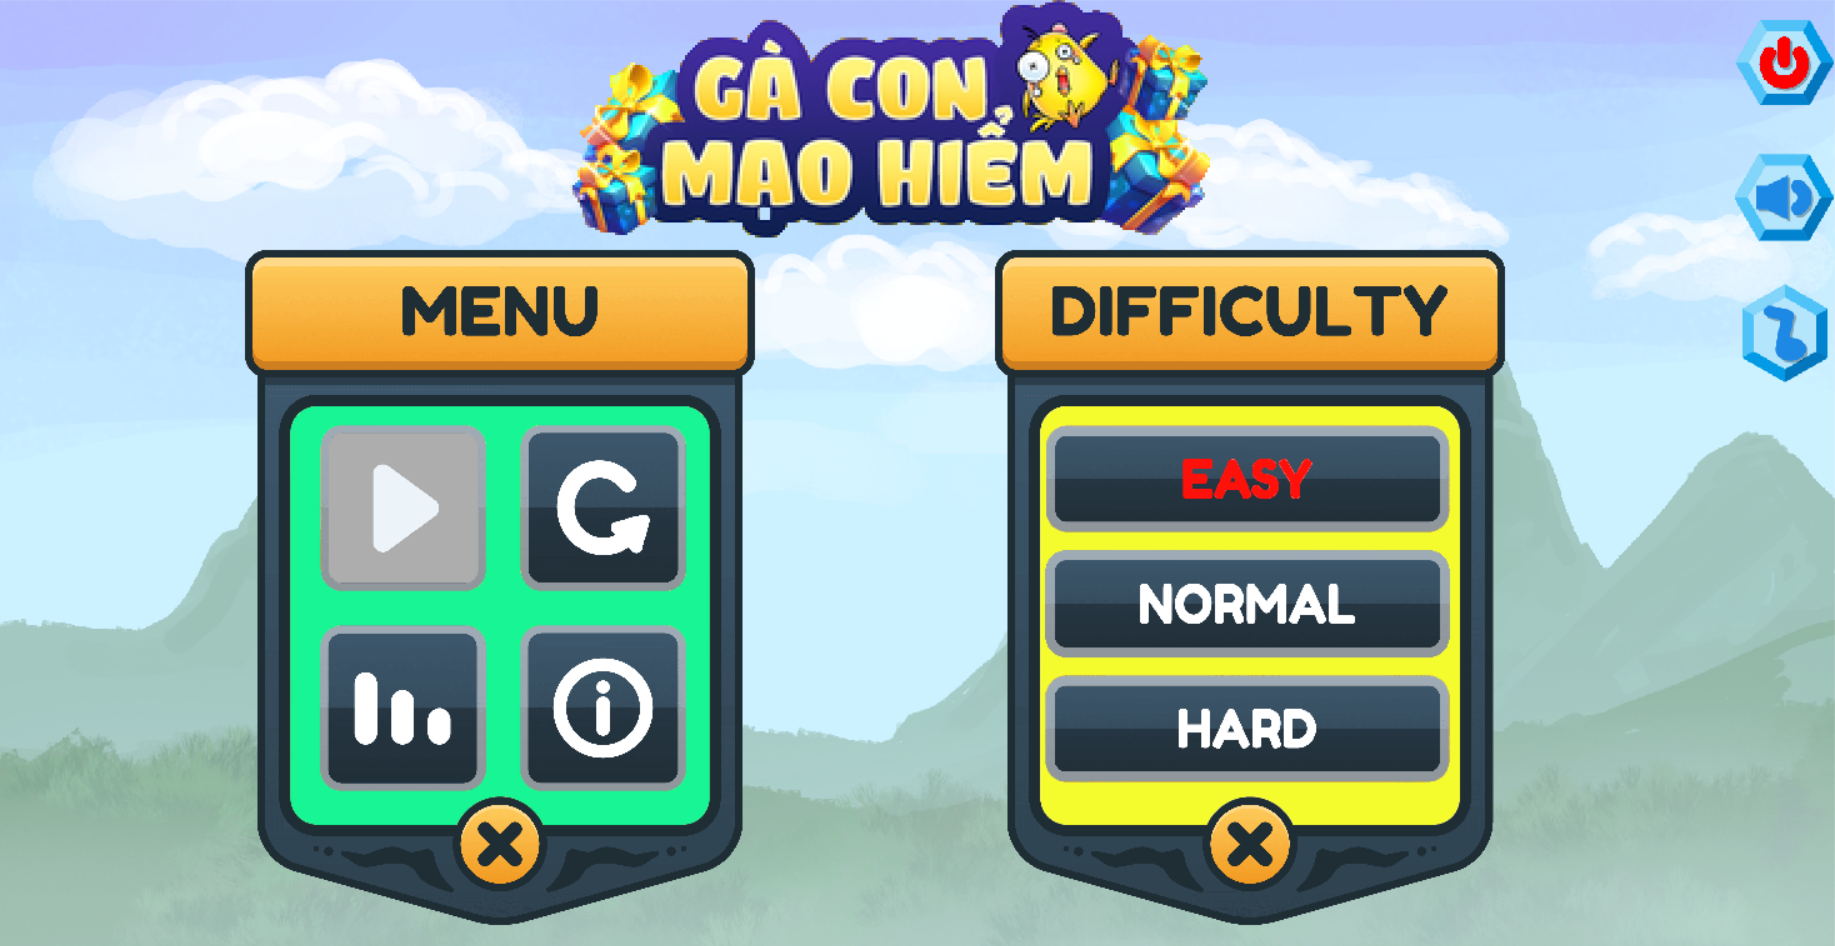 GÀ CON
MẠO HIỂM
MENU
DIFFICULTY
EASY
NORMAL
HARD